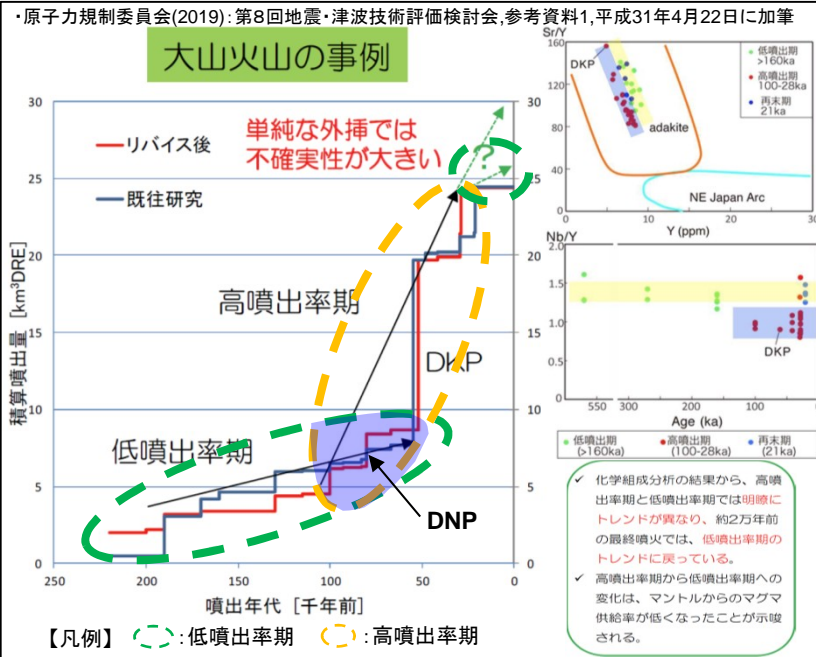 ・原子力規制委員会(2019):第8回地震・津波技術評価検討会,参考資料1,平成31年4月22日に加筆
大山火山の事例
積算噴出量 [km³DRE]
30
25
20
15
10
5
0
リバイス後
既往研究
単純な外挿では
不確実性が大きい
?
高噴出率期
DKP
低噴出率期
DNP
30
25
20
15
10
5
0
250
200
150
100
50
0
噴出年代 [千年前]
【凡例】 :低噴出率期 :高噴出率期
Sr/Y
160
120
80
40
0
DKP
低噴出期
>160ka
高噴出期
100-28ka
再末期
21ka
adakite
NE Japan Arc
0
10
20
30
Y (ppm)
Nb/Y
2.0
1.5
1.0
0.5
0.0
DKP
550
300
200
100
0
Age (ka)
低噴出期
(>160ka)
高噴出期
(100-28ka)
再末期
(21ka)
✓ 化学組成分析の結果から、高噴
出率期と低噴出率期では明瞭に
トレンドが異なり、約2万年前
の最終噴火では、低噴出率期の
トレンドに戻っている。
✓ 高噴出率期から低噴出率期への
変化は、マントルからのマグマ
供給率が低くなったことが示唆
される。